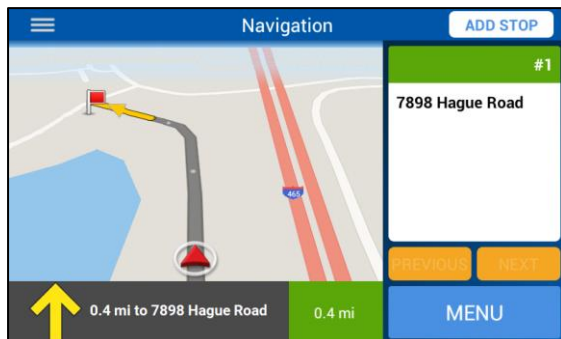 Navigation
ADD STOP
#1
7898 Hague Road
465
PREVIOUS
NEXT
0.4 mi to 7898 Hague Road
0.4 mi
MENU